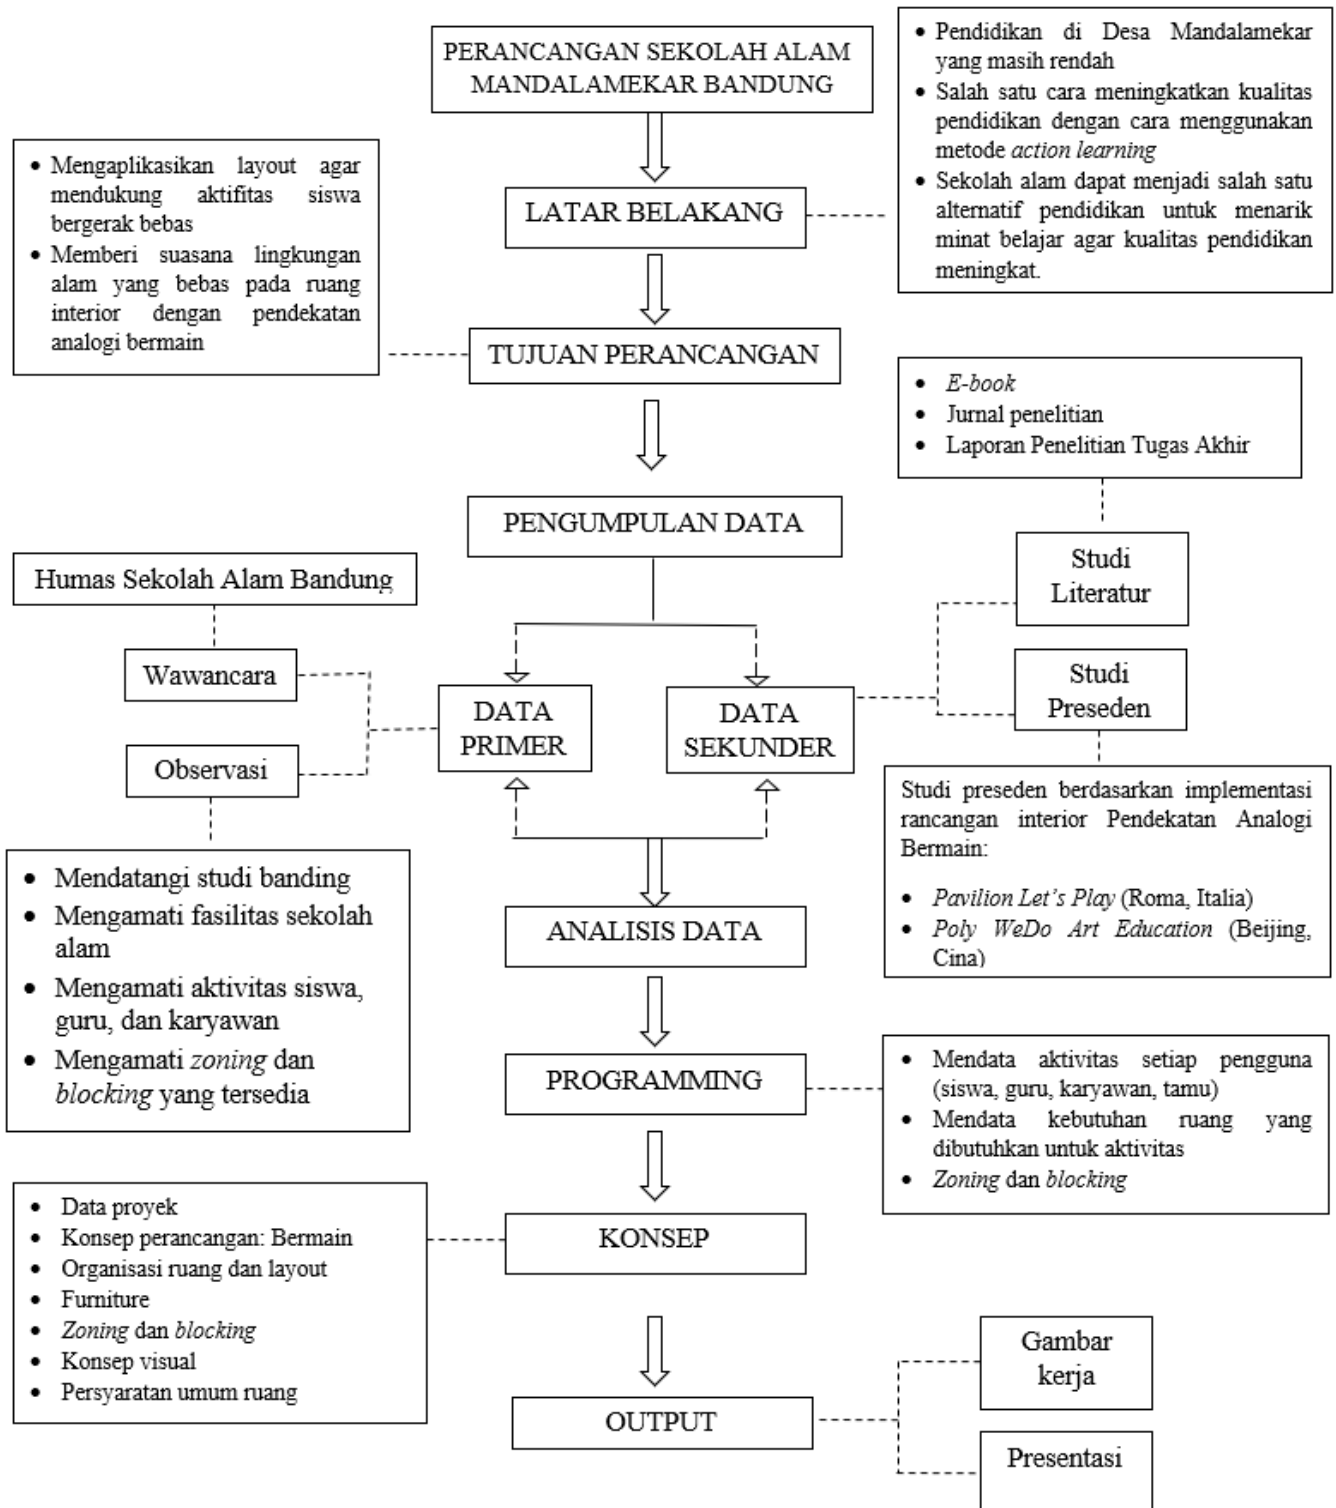 PERANCANGAN SEKOLAH ALAM
MANDALAMEKAR BANDUNG
• Pendidikan di Desa Mandalamekar
yang masih rendah
• Salah satu cara meningkatkan kualitas
pendidikan dengan cara menggunakan
metode action learning
• Sekolah alam dapat menjadi salah satu
alternatif pendidikan untuk menarik
minat belajar agar kualitas pendidikan
meningkat.
LATAR BELAKANG
• Mengaplikasikan layout agar
mendukung aktifitas siswa
bergerak bebas
• Memberi suasana lingkungan
alam yang bebas pada ruang
interior dengan pendekatan
analogi bermain
TUJUAN PERANCANGAN
• E-book
• Jurnal penelitian
• Laporan Penelitian Tugas Akhir
PENGUMPULAN DATA
Studi
Literatur
Humas Sekolah Alam Bandung
Wawancara
Studi
Preseden
DATA
PRIMER
DATA
SEKUNDER
Observasi
Studi preseden berdasarkan implementasi
rancangan interior Pendekatan Analogi
Bermain:
• Pavilion Let’s Play (Roma, Italia)
• Poly WeDo Art Education (Beijing,
Cina)
• Mendatangi studi banding
• Mengamati fasilitas sekolah
alam
• Mengamati aktivitas siswa,
guru, dan karyawan
• Mengamati zoning dan
blocking yang tersedia
ANALISIS DATA
PROGRAMMING
• Mendata aktivitas setiap pengguna
(siswa, guru, karyawan, tamu)
• Mendata kebutuhan ruang yang
dibutuhkan untuk aktivitas
• Zoning dan blocking
• Data proyek
• Konsep perancangan: Bermain
• Organisasi ruang dan layout
• Furniture
• Zoning dan blocking
• Konsep visual
• Persyaratan umum ruang
KONSEP
Gambar
kerja
OUTPUT
Presentasi